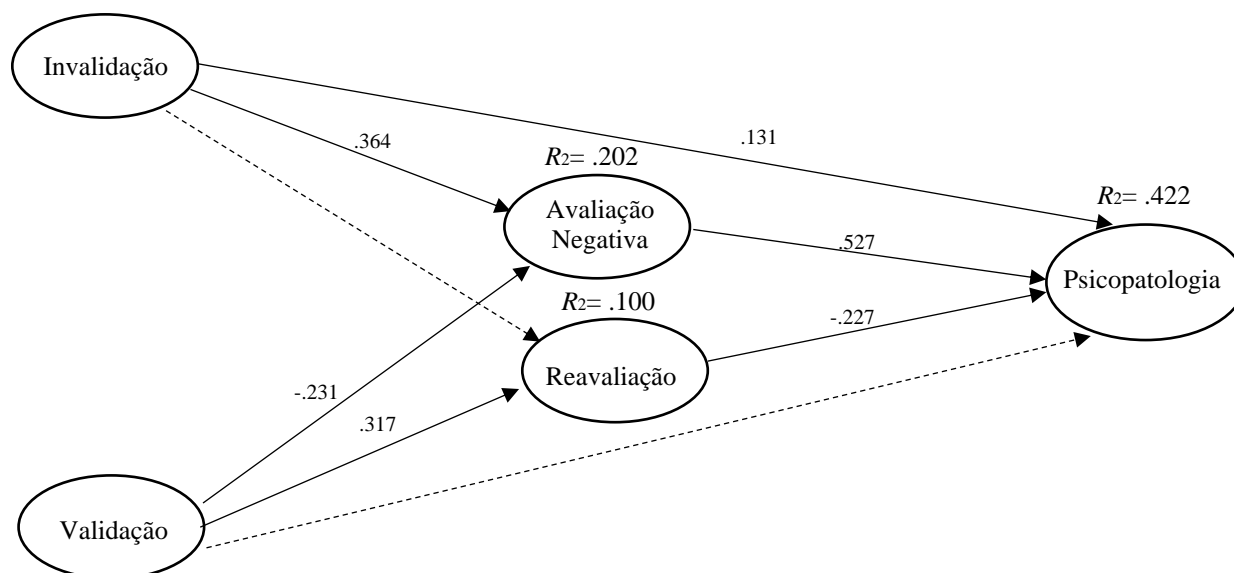 Invalidação
.364
.131
R2= .202
R2= .422
Avaliação
Negativa
.527
Psicopatologia
R2= .100
-.227
Reavaliação
-.231
.317
Validação